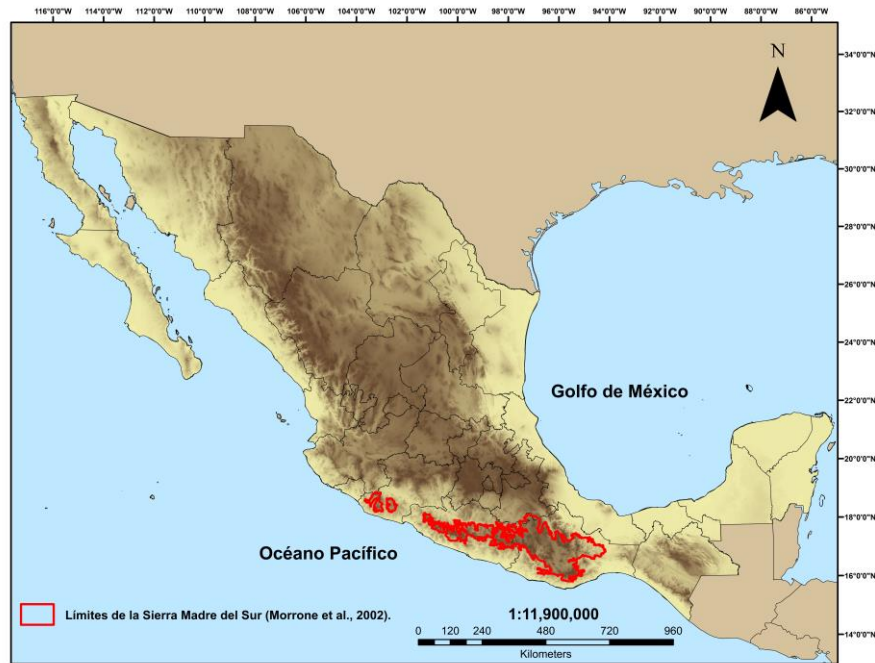 116°0'0"W 114°0'0"W 112°0'0"W 110°0'0"W 108°0'0"W 106°0'0"W 104°0'0"W 102°0'0"W 100°0'0"W 98°0'0"W 96°0'0"W 94°0'0"W 92°0'0"W 90°0'0"W 88°0'0"W 86°0'0"W
N
34°0'0"N
32°0'0"N
30°0'0"N
28°0'0"N
26°0'0"N
24°0'0"N
Golfo de México
22°0'0"N
20°0'0"N
18°0'0"N
Océano Pacífico
16°0'0"N
Límites de la Sierra Madre del Sur (Morrone et al., 2002).
1:11,900,000
0 120 240 480 720 960
Kilometers
14°0'0"N